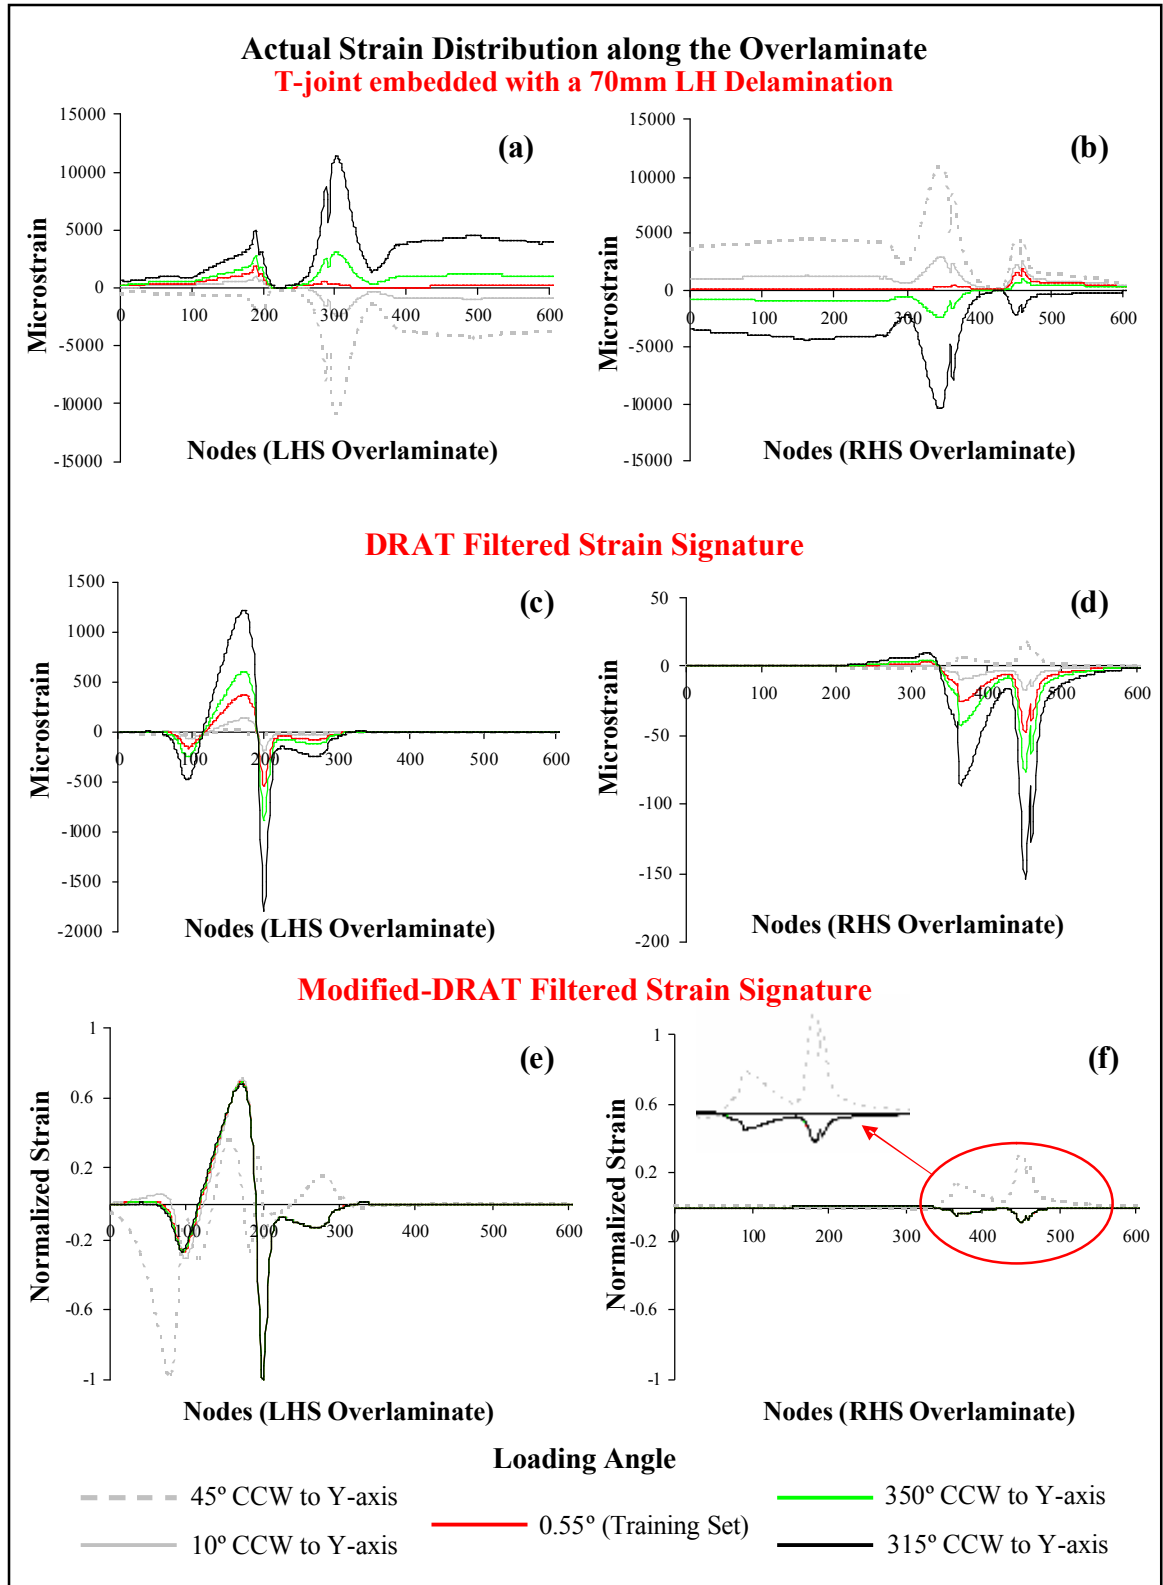 Actual Strain Distribution along the Overlaminate
T-joint embedded with a 70mm LH Delamination
(a)
Microstrain
15000
10000
5000
0
-5000
-10000
-15000
0 100 200 300 400 500 600
Nodes (LHS Overlaminate)
(b)
Microstrain
15000
10000
5000
0
-5000
-10000
-15000
0 100 200 300 400 500 600
Nodes (RHS Overlaminate)
DRAT Filtered Strain Signature
(c)
Microstrain
1500
1000
500
0
-500
-1000
-1500
-2000
0 100 200 300 400 500 600
Nodes (LHS Overlaminate)
(d)
Microstrain
50
0
-50
-100
-150
-200
0 100 200 300 400 500 600
Nodes (RHS Overlaminate)
Modified-DRAT Filtered Strain Signature
(e)
Normalized Strain
1
0.6
0.2
-0.2
-0.6
-1
0 100 200 300 400 500 600
Nodes (LHS Overlaminate)
(f)
Normalized Strain
1
0.6
0.2
-0.2
-0.6
-1
0 100 200 300 400 500 600
Nodes (RHS Overlaminate)
Loading Angle
45º CCW to Y-axis
10º CCW to Y-axis
0.55º (Training Set)
350º CCW to Y-axis
315º CCW to Y-axis